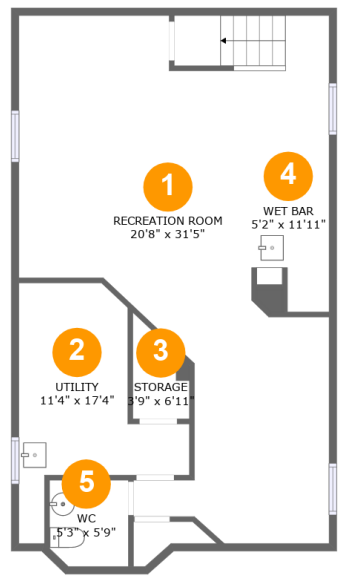 1
RECREATION ROOM
20'8" x 31'5"
4
WET BAR
5'2" x 11'11"
2
UTILITY
11'4" x 17'4"
3
STORAGE
3'9" x 6'11"
5
WC
5'3" x 5'9"